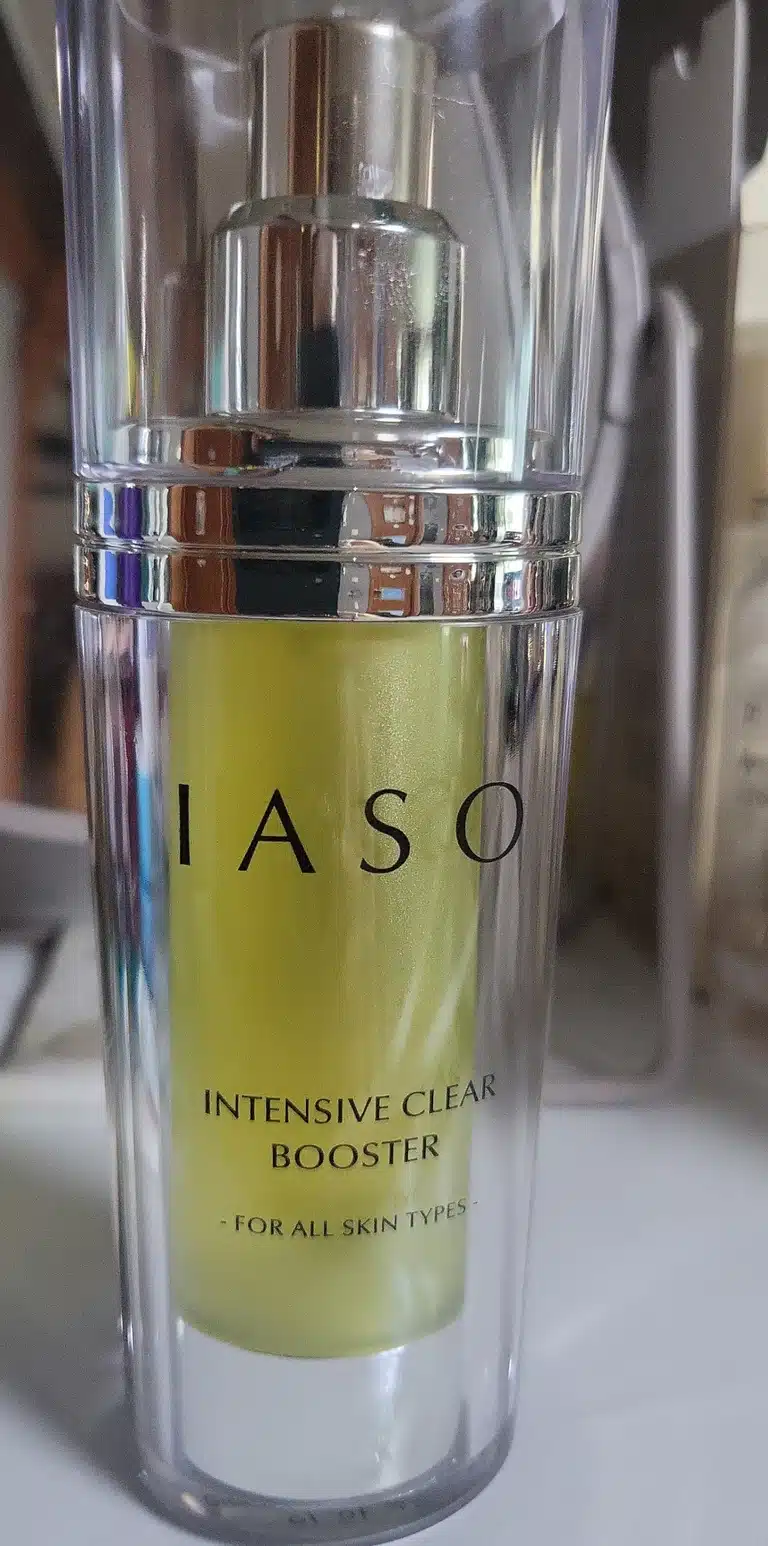 IASO
INTENSIVE CLEAR
BOOSTER
- FOR ALL SKIN TYPES -